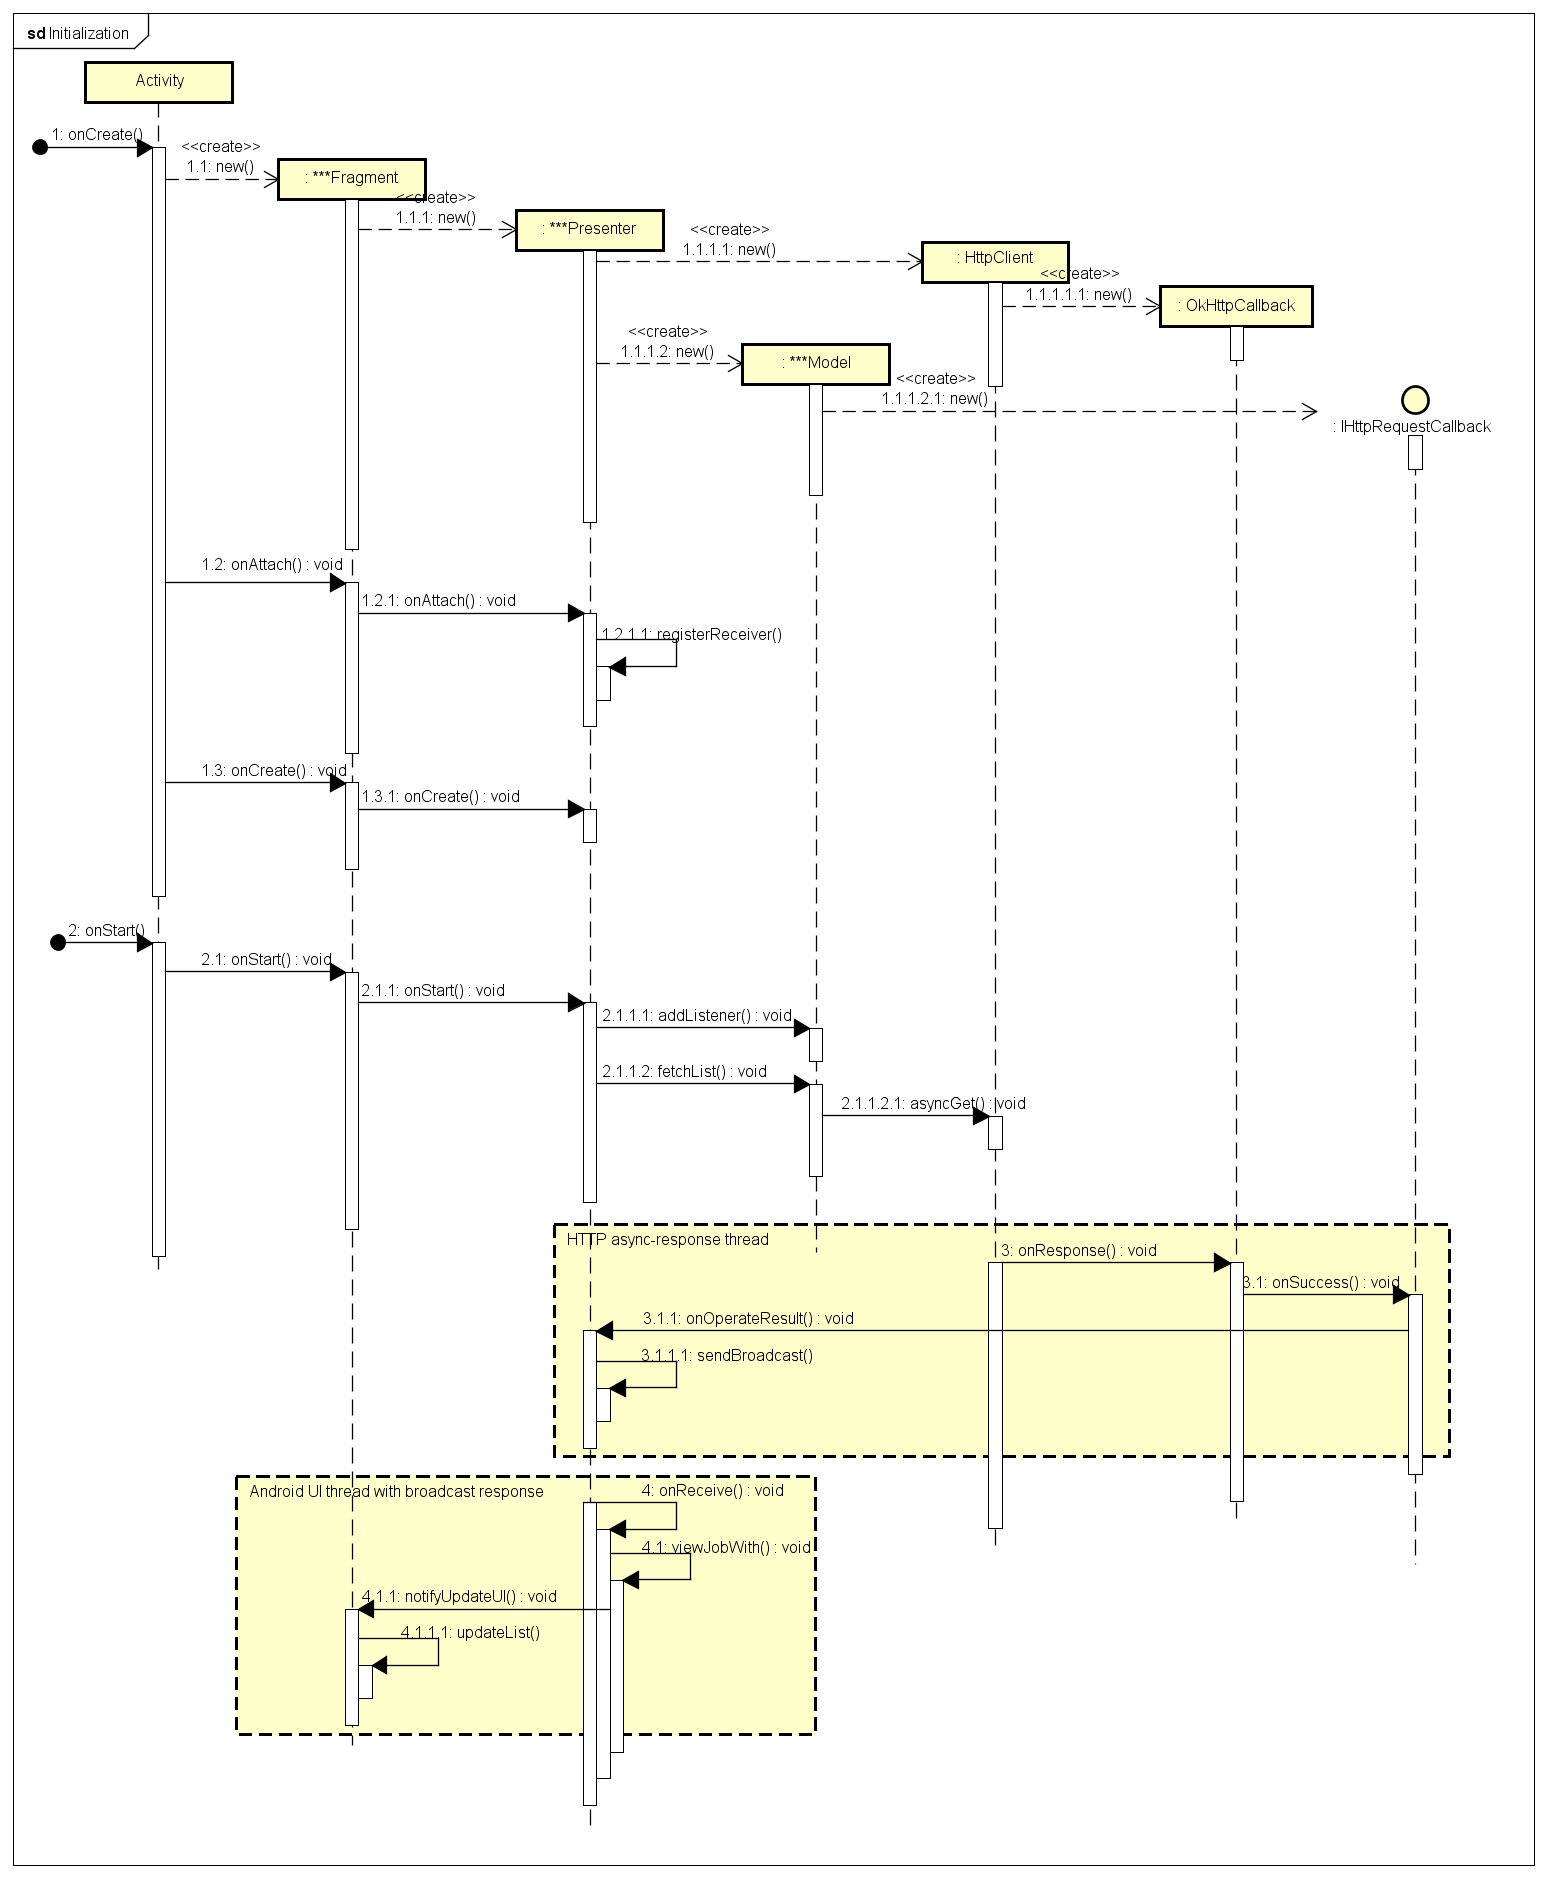 sd Initialization
Activity
1: onCreate()
<<create>>
1.1: new()
: ***Fragment
<<create>>
1.1.1: new()
: ***Presenter
<<create>>
1.1.1.1: new()
: HttpClient
<<create>>
1.1.1.1.1: new()
: OkHttpCallback
<<create>>
1.1.1.2: new()
: ***Model
<<create>>
1.1.1.2.1: new()
: IHttpRequestCallback
1.2: onAttach() : void
1.2.1: onAttach() : void
1.2.1.1: registerReceiver()
1.3: onCreate() : void
1.3.1: onCreate() : void
2: onStart()
2.1: onStart() : void
2.1.1: onStart() : void
2.1.1.1: addListener() : void
2.1.1.2: fetchList() : void
2.1.1.2.1: asyncGet() : void
HTTP async-response thread
3: onResponse() : void
3.1: onSuccess() : void
3.1.1: onOperateResult() : void
3.1.1.1: sendBroadcast()
Android UI thread with broadcast response
4: onReceive() : void
4.1: viewJobWith() : void
4.1.1: notifyUpdateUI() : void
4.1.1.1: updateList()